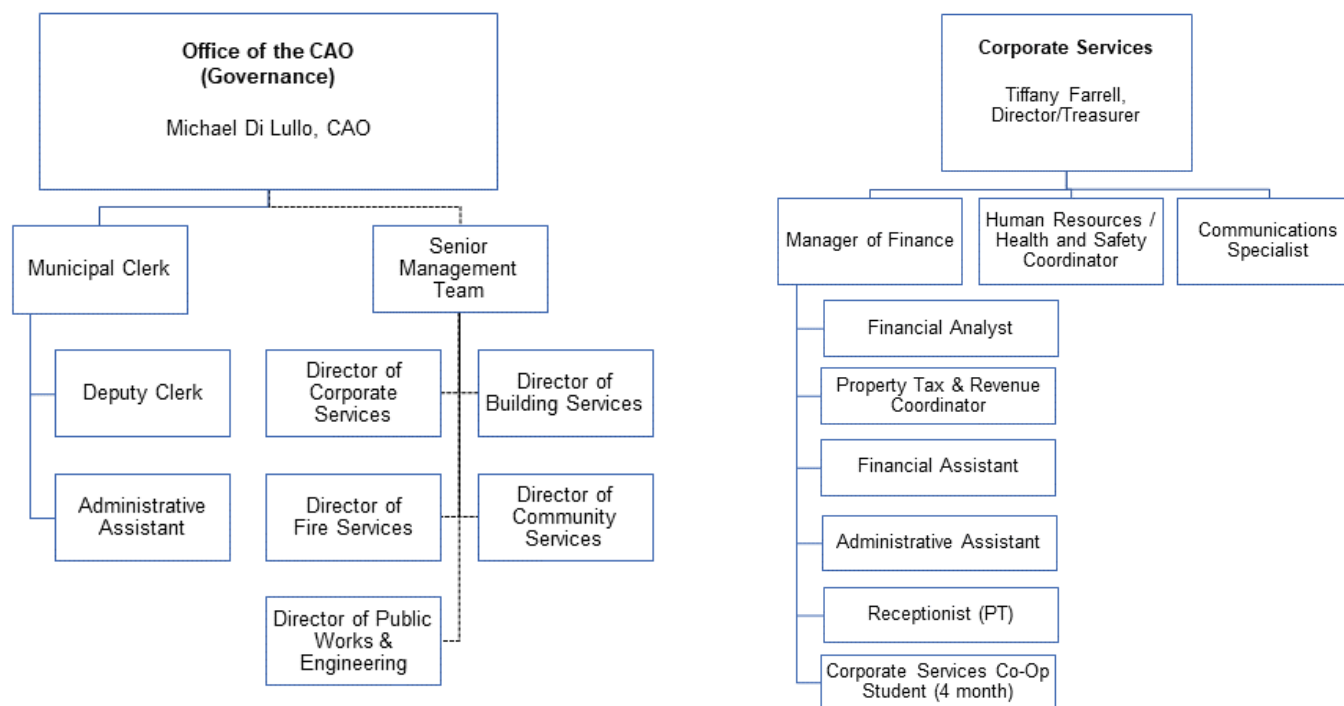 Office of the CAO
(Governance)
Michael Di Lullo, CAO
Municipal Clerk
Senior
Management
Team
Deputy Clerk
Administrative
Assistant
Director of
Corporate
Services
Director of
Building Services
Director of
Fire Services
Director of
Community
Services
Director of Public
Works &
Engineering
Corporate Services
Tiffany Farrell,
Director/Treasurer
Manager of Finance
Human Resources /
Health and Safety
Coordinator
Communications
Specialist
Financial Analyst
Property Tax & Revenue
Coordinator
Financial Assistant
Administrative Assistant
Receptionist (PT)
Corporate Services Co-Op
Student (4 month)